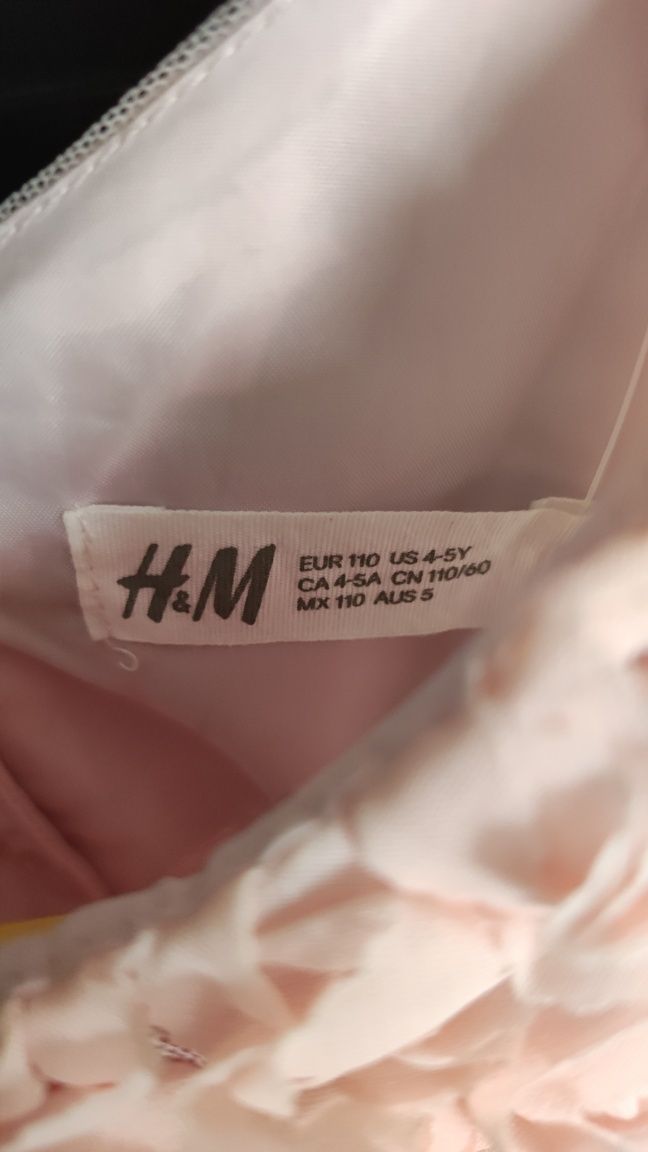 H&M
EUR 110 US 4-5Y
CA 4-5A CN 110/60
MX 110 AUS 5